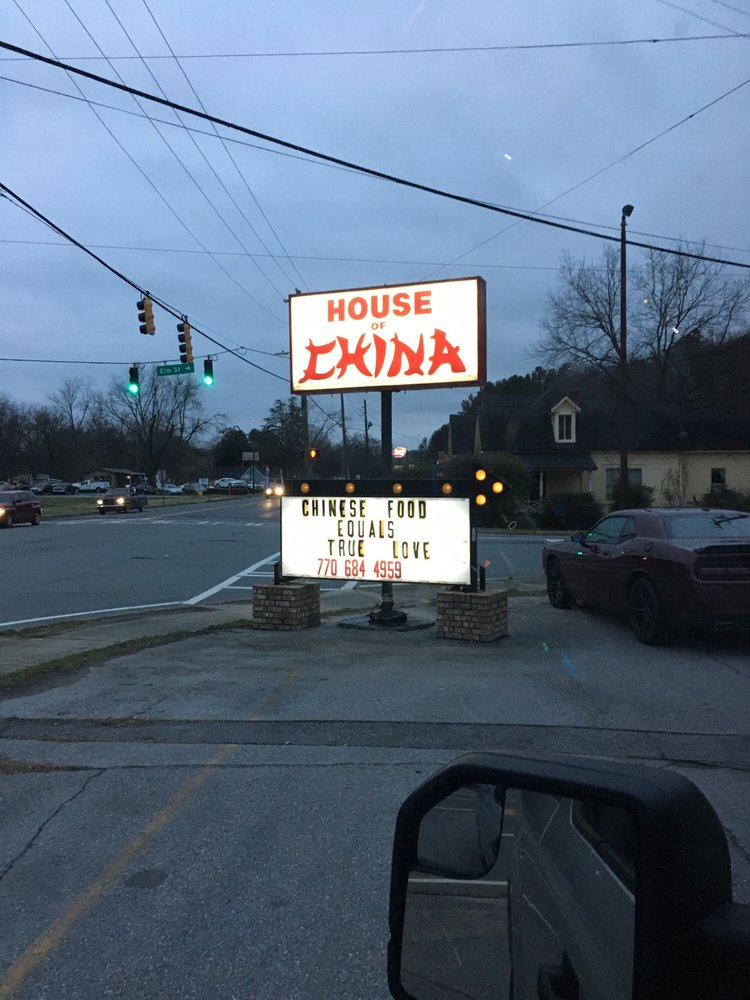 HOUSE
OF
CHINA
Elm St →
CHINESE FOOD
EQUALS
TRUE LOVE
770 684 4959